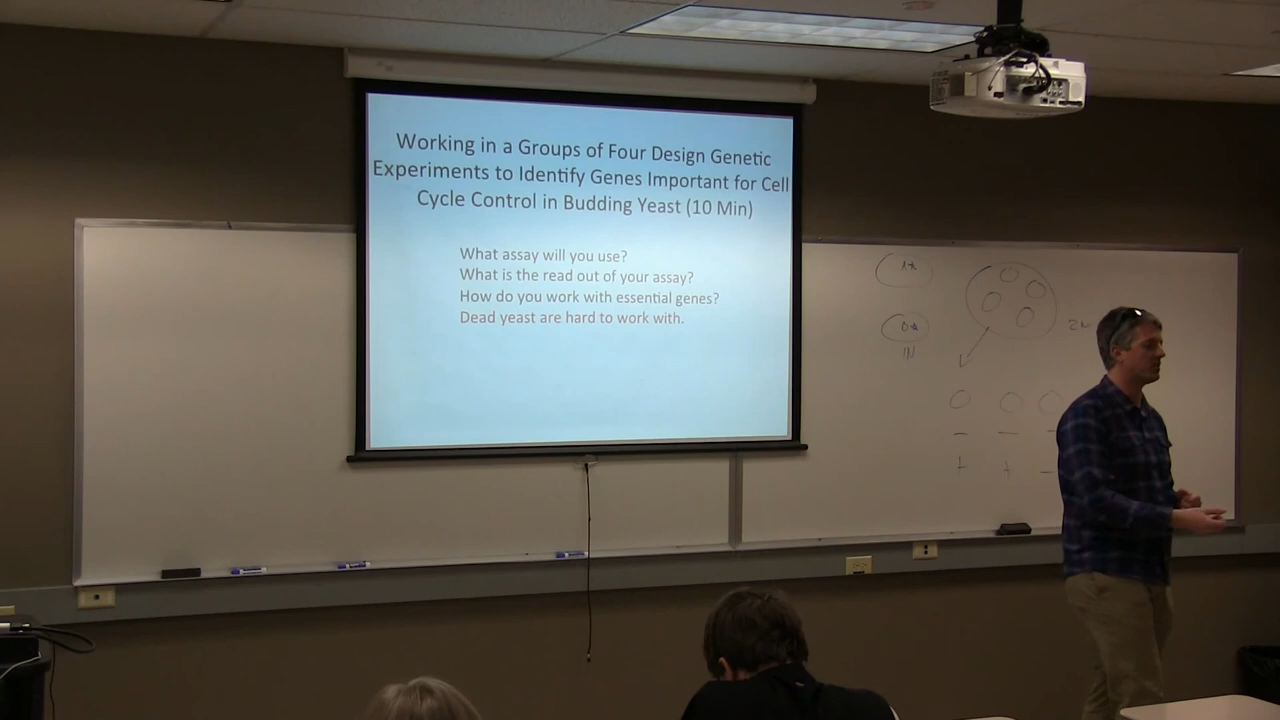 Working in a Groups of Four Design Genetic
Experiments to Identify Genes Important for Cell
Cycle Control in Budding Yeast (10 Min)
What assay will you use?
What is the read out of your assay?
How do you work with essential genes?
Dead yeast are hard to work with.
1N